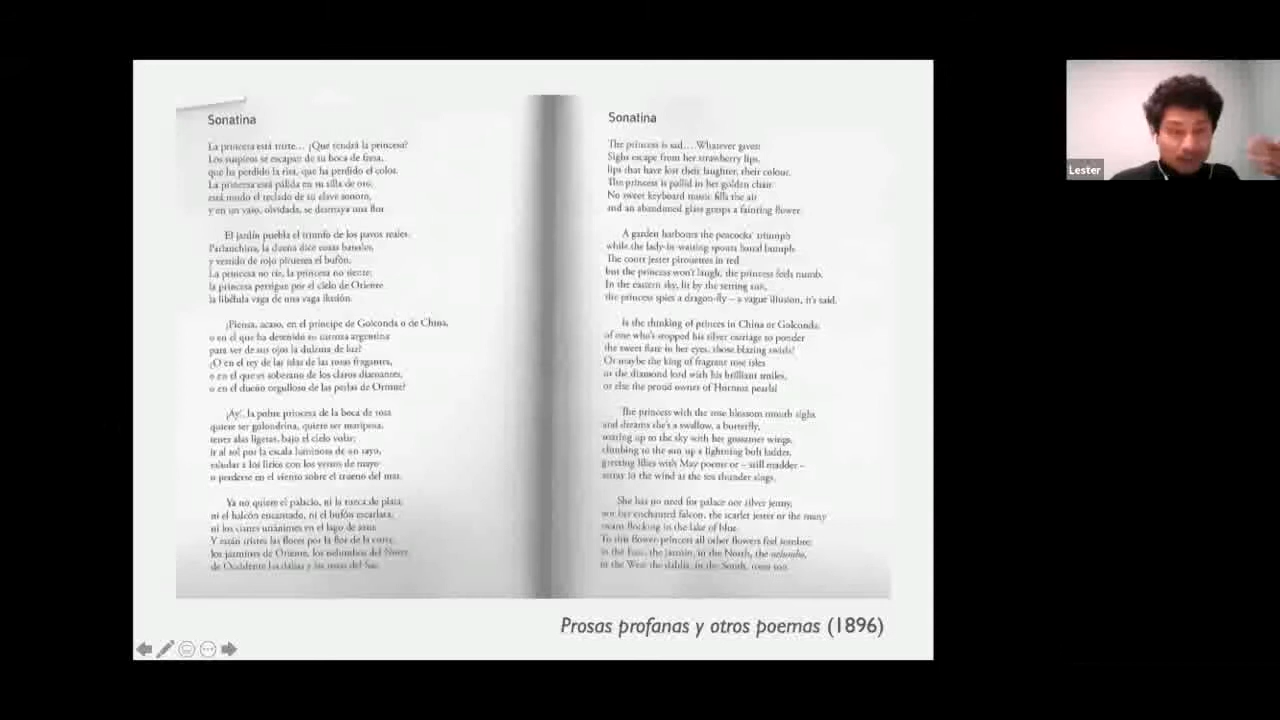 Sonatina
La princesa está triste... ¿Qué tendrá la princesa?
Los suspiros se escapan de su boca de fresa,
que ha perdido la risa, que ha perdido el color.
La princesa está pálida en su silla de oro,
está mudo el teclado de su clave sonoro,
y en un vaso, olvidada, se desmaya una flor.
El jardín puebla el triunfo de los pavos reales.
Parlanchina, la dueña dice cosas banales,
y vestido de rojo piruetea el bufón.
La princesa no ríe, la princesa no siente;
la princesa persigue por el cielo de Oriente
la libélula vaga de una vaga ilusión.
¿Piensa, acaso, en el príncipe de Golconda o de China,
o en el que ha detenido su carroza argentina
para ver de sus ojos la dulzura de luz?
¿O en el rey de las islas de las rosas fragantes,
o en el que es soberano de los claros diamantes,
o en el dueño orgulloso de las perlas de Ormuz?
¡Ay!, la pobre princesa de la boca de rosa
quiere ser golondrina, quiere ser mariposa,
tener alas ligeras, bajo el cielo volar;
ir al sol por la escala luminosa de un rayo,
saludar a los lirios con los versos de mayo
o perderse en el viento sobre el trueno del mar.
Ya no quiere el palacio, ni la rueca de plata,
ni el halcón encantado, ni el bufón escarlata,
ni los cisnes unánimes en el lago de azur.
Y están tristes las flores por la flor de la corte,
los jazmines de Oriente, los nelumbos del Norte,
de Occidente las dalias y las rosas del Sur.
Sonatina
The princess is sad.... Whatever gives?
Sighs escape from her strawberry lips,
lips that have lost their laughter, their colour.
The princess is pallid in her golden chair.
No sweet keyboard music fills the air
and an abandoned glass grasps a fainting flower.
A garden harbours the peacocks' triumph
while the lady-in-waiting spouts banal humph.
The court jester pirouettes in red
but the princess won't laugh, the princess feels numb.
In the eastern sky, lit by the setting sun,
the princess spies a dragon-fly – a vague illusion, it's said.
Is she thinking of princes in China or Golconda,
of one who's stopped his silver carriage to ponder
the sweet flare in her eyes, those blazing swirls?
Or maybe the king of fragrant rose isles
or the diamond lord with his brilliant smiles,
or else the proud owner of Hormuz pearls?
The princess with the rose blossom mouth sighs
and dreams she's a swallow, a butterfly,
soaring up to the sky with her gossamer wings,
climbing to the sun up a lightning bolt ladder,
greeting lilies with May poems or – still madder –
astray in the wind as the sea thunder sings.
She has no need for palace nor silver jenny,
nor her enchanted falcon, the scarlet jester or the many
swans flocking in the lake of blue.
To this flower-princess all other flowers feel sombre:
in the East, the jasmin, in the North, the nelumbo,
in the West the dahlia, in the South, roses too.
Prosas profanas y otros poemas (1896)
Lester